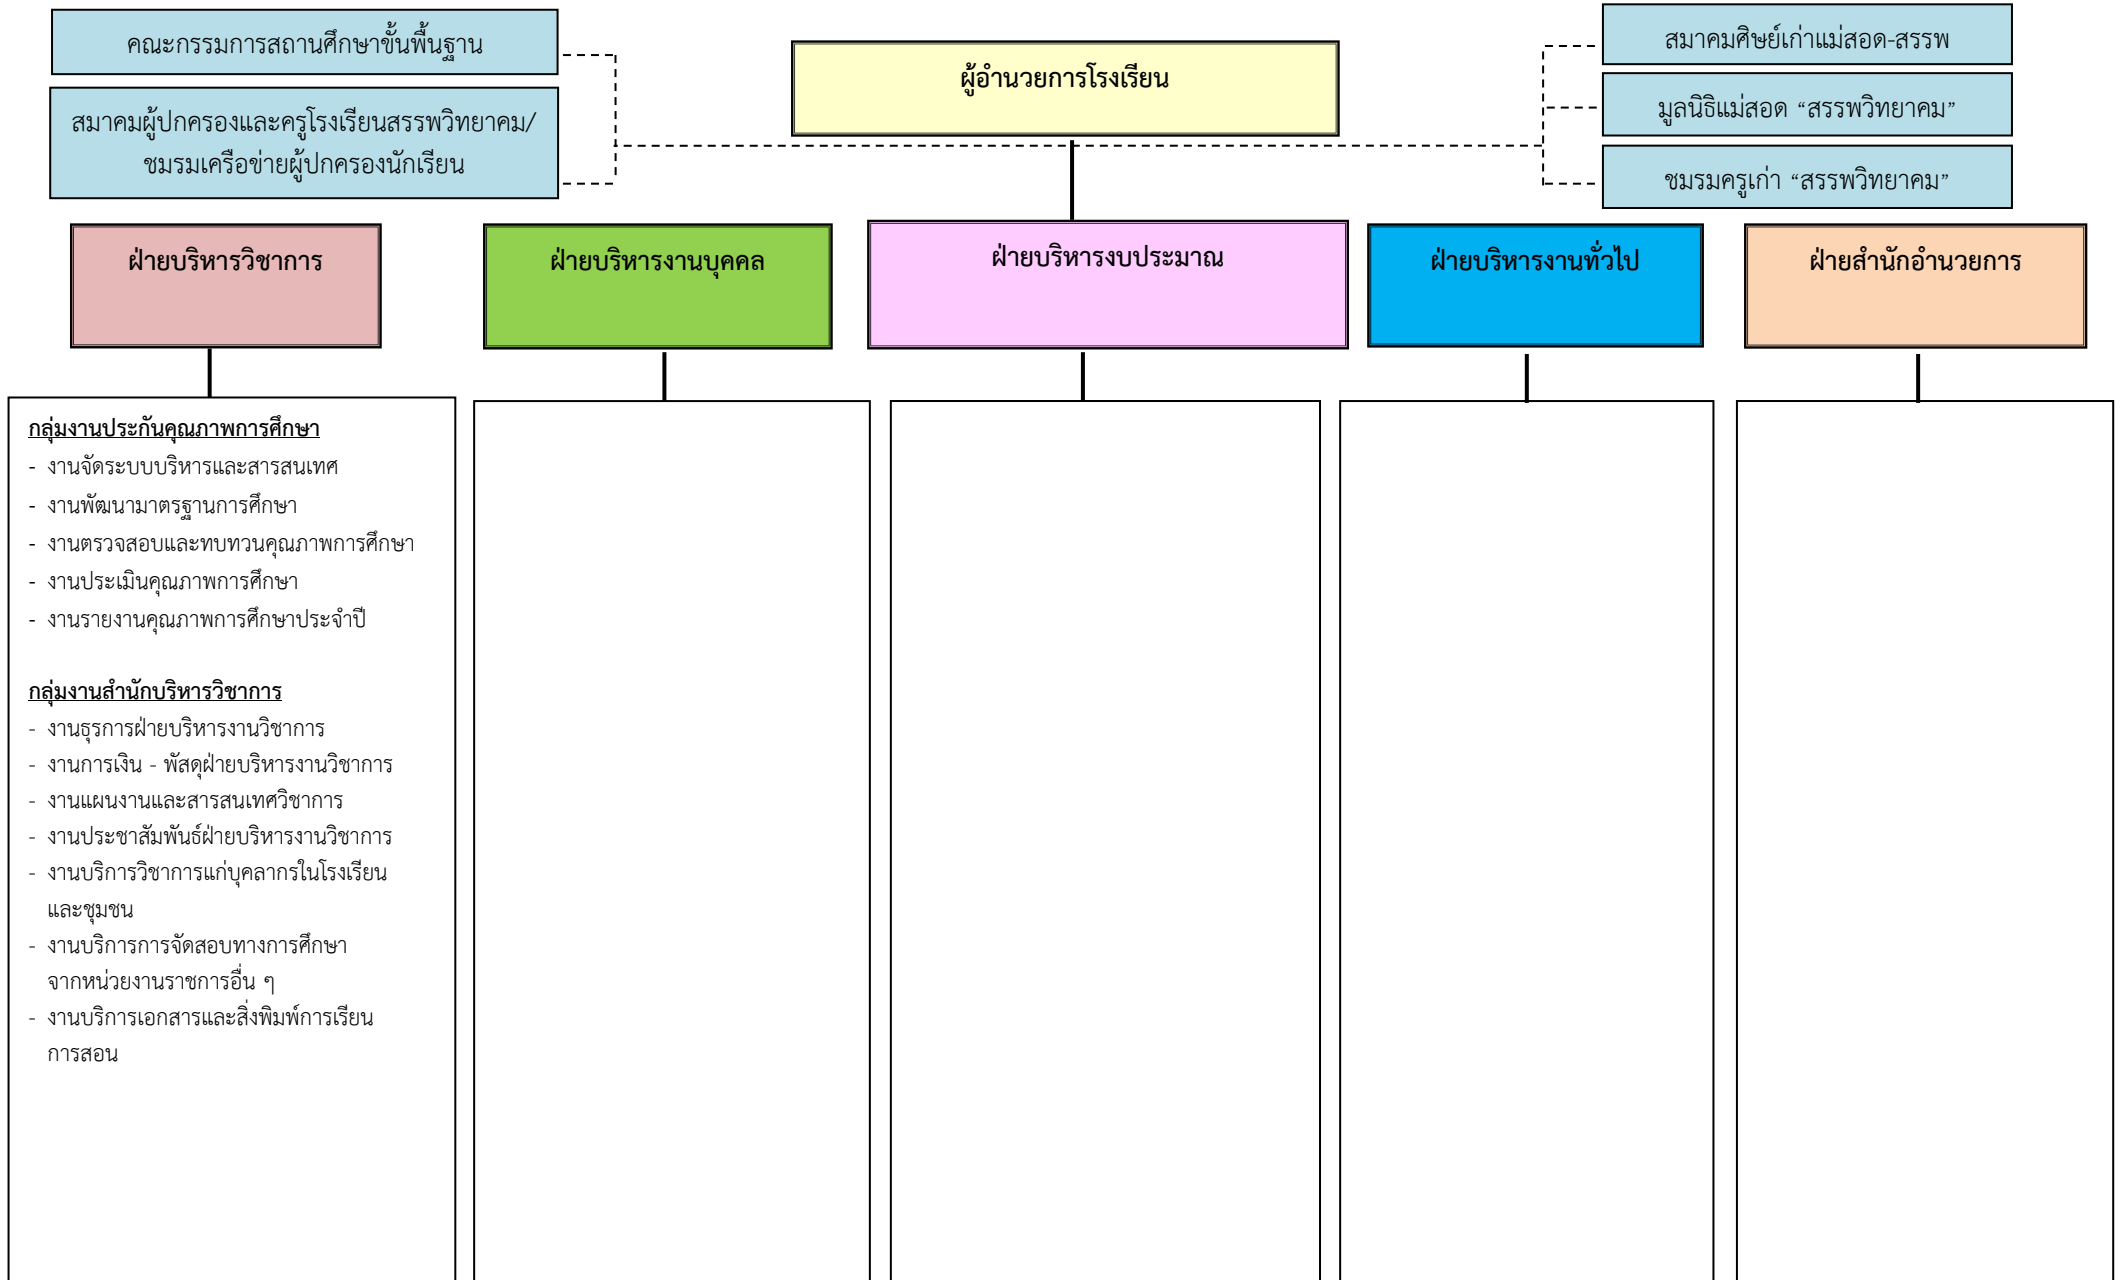 คณะกรรมการสถานศึกษาขั้นพื้นฐาน
สมาคมผู้ปกครองและครูโรงเรียนสรรพวิทยาคม/
ชมรมเครือข่ายผู้ปกครองนักเรียน
ผู้อำนวยการโรงเรียน
สมาคมศิษย์เก่าแม่สอด-สรรพ
มูลนิธิแม่สอด “สรรพวิทยาคม”
ชมรมครูเก่า “สรรพวิทยาคม”
ฝ่ายบริหารวิชาการ
ฝ่ายบริหารงานบุคคล
ฝ่ายบริหารงบประมาณ
ฝ่ายบริหารงานทั่วไป
ฝ่ายสำนักอำนวยการ
กลุ่มงานประกันคุณภาพการศึกษา
- งานจัดระบบบริหารและสารสนเทศ
- งานพัฒนามาตรฐานการศึกษา
- งานตรวจสอบและทบทวนคุณภาพการศึกษา
- งานประเมินคุณภาพการศึกษา
- งานรายงานคุณภาพการศึกษาประจำปี
กลุ่มงานสำนักบริหารวิชาการ
- งานธุรการฝ่ายบริหารงานวิชาการ
- งานการเงิน - พัสดุฝ่ายบริหารงานวิชาการ
- งานแผนงานและสารสนเทศวิชาการ
- งานประชาสัมพันธ์ฝ่ายบริหารงานวิชาการ
- งานบริการวิชาการแก่บุคลากรในโรงเรียน
และชุมชน
- งานบริการการจัดสอบทางการศึกษา
จากหน่วยงานราชการอื่น ๆ
- งานบริการเอกสารและสิ่งพิมพ์การเรียน
การสอน